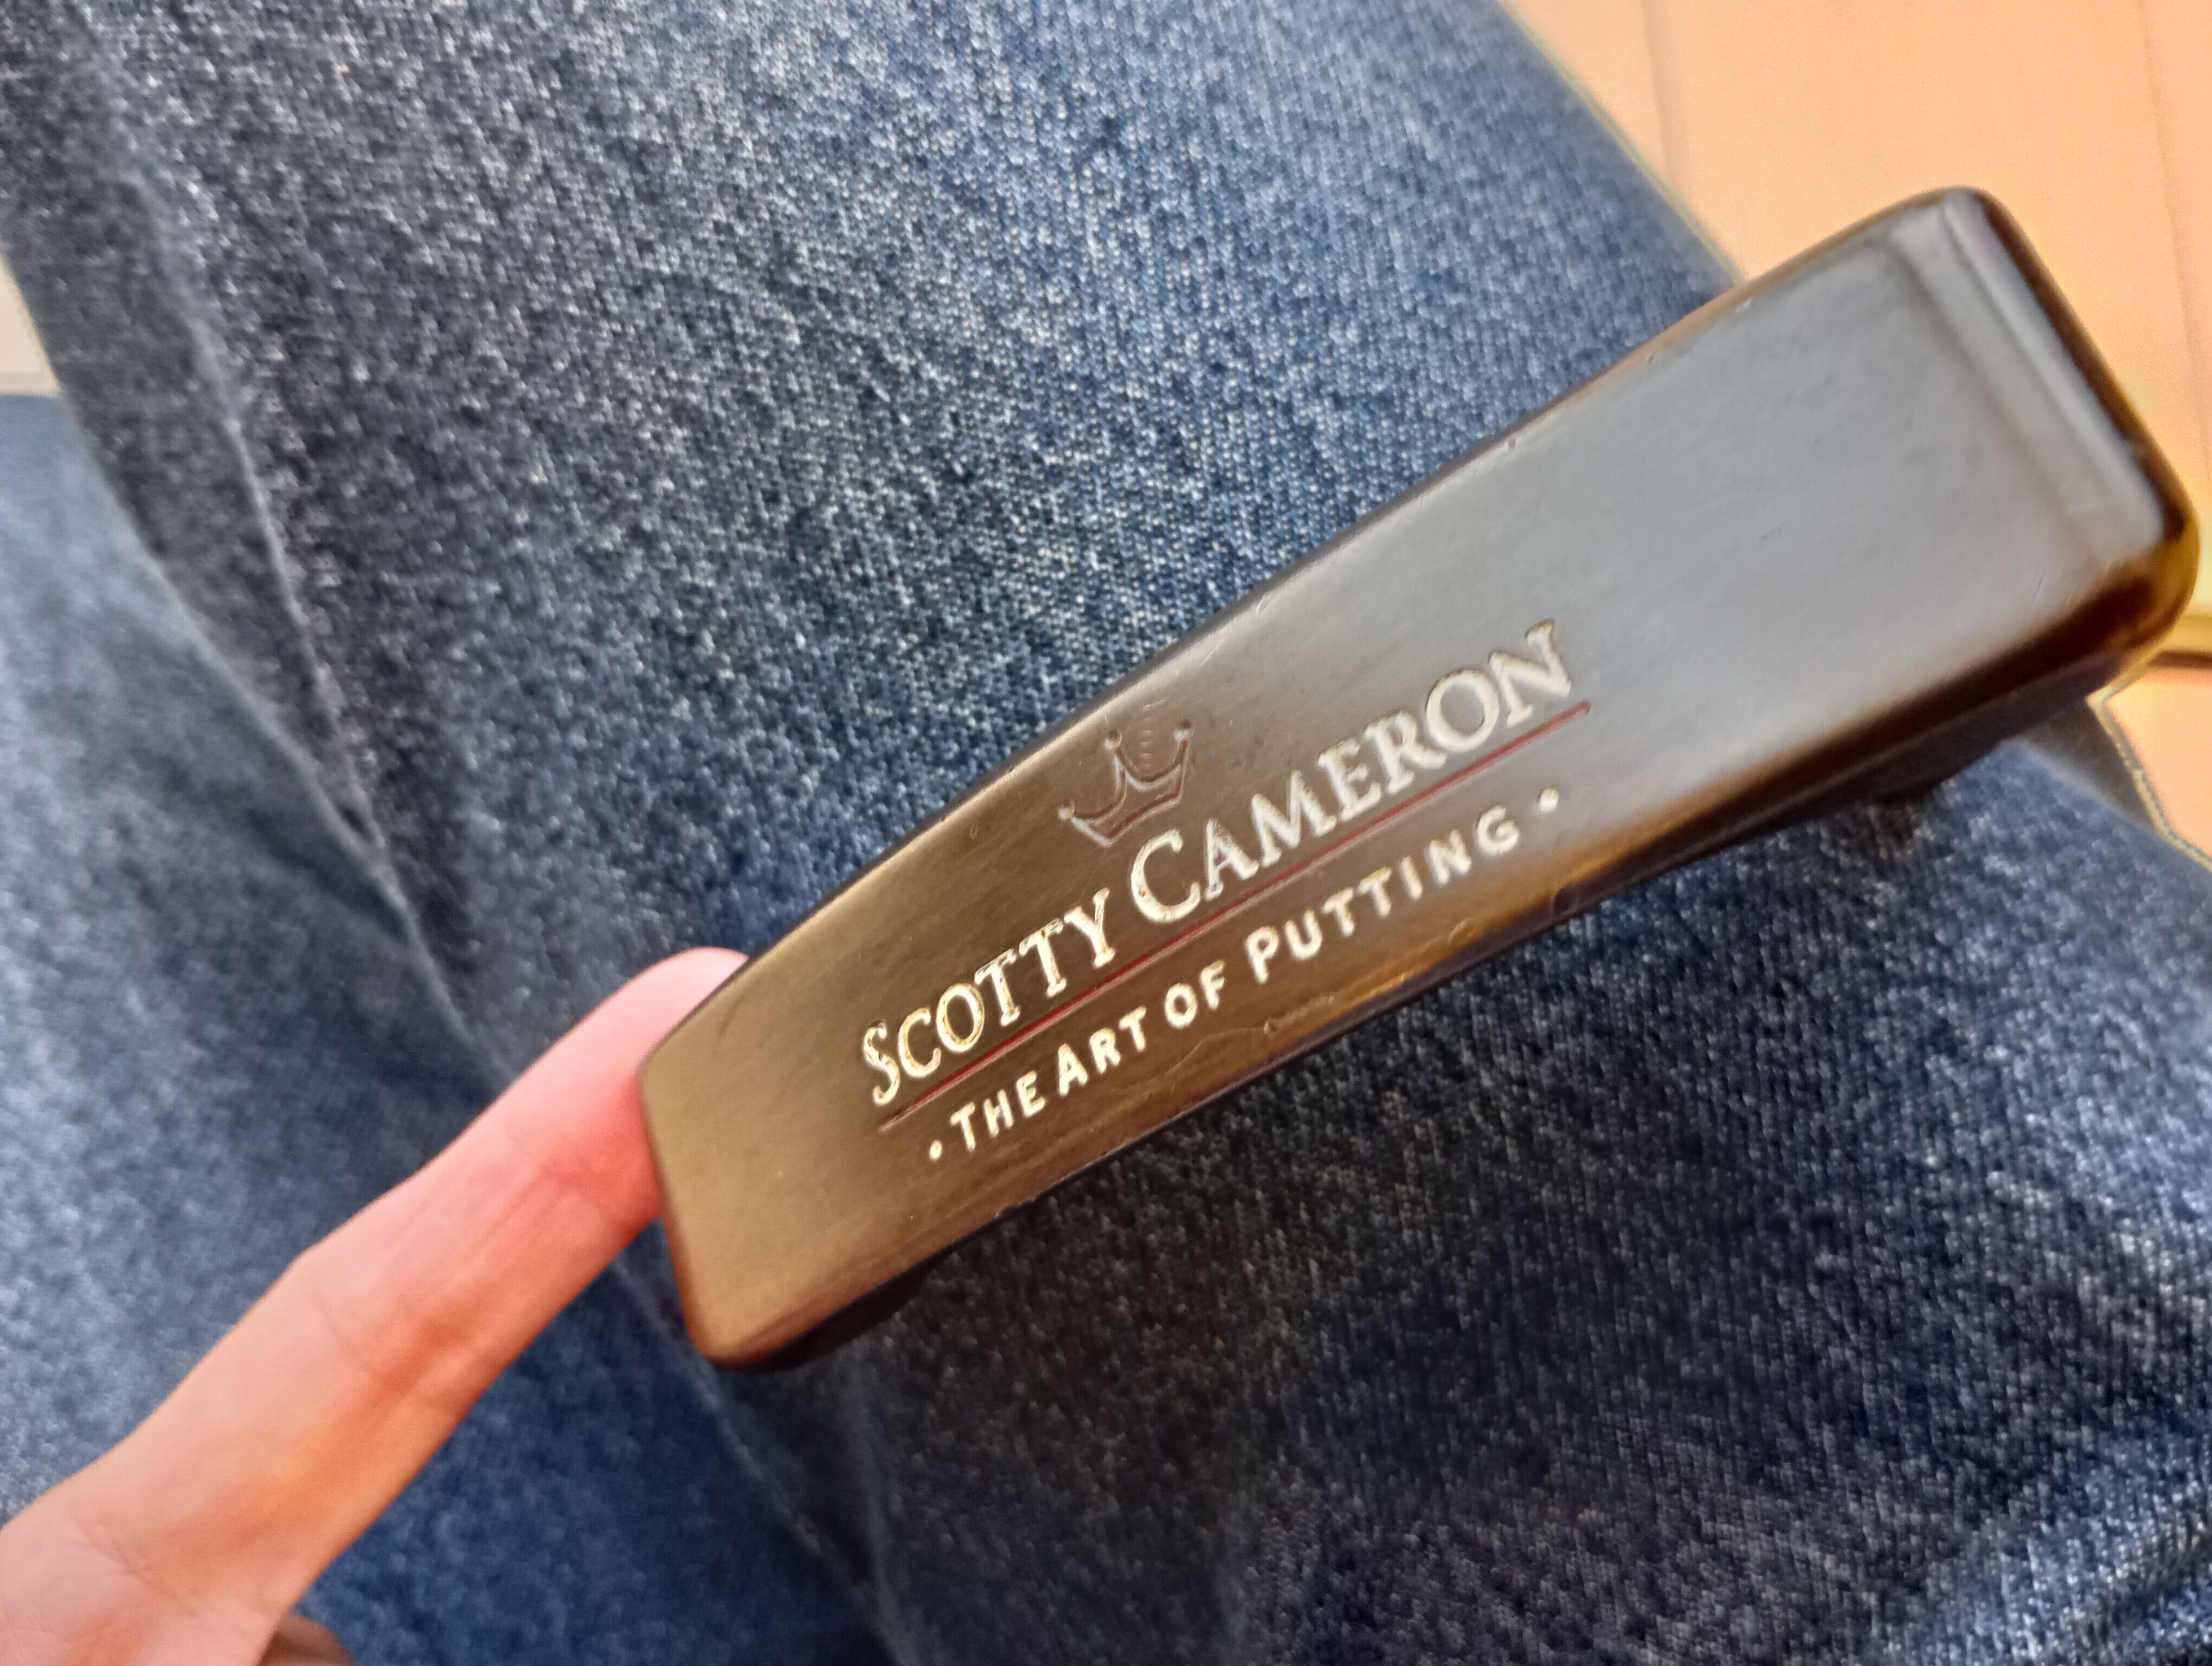 SCOTTY CAMERON
· THE ART OF PUTTING ·